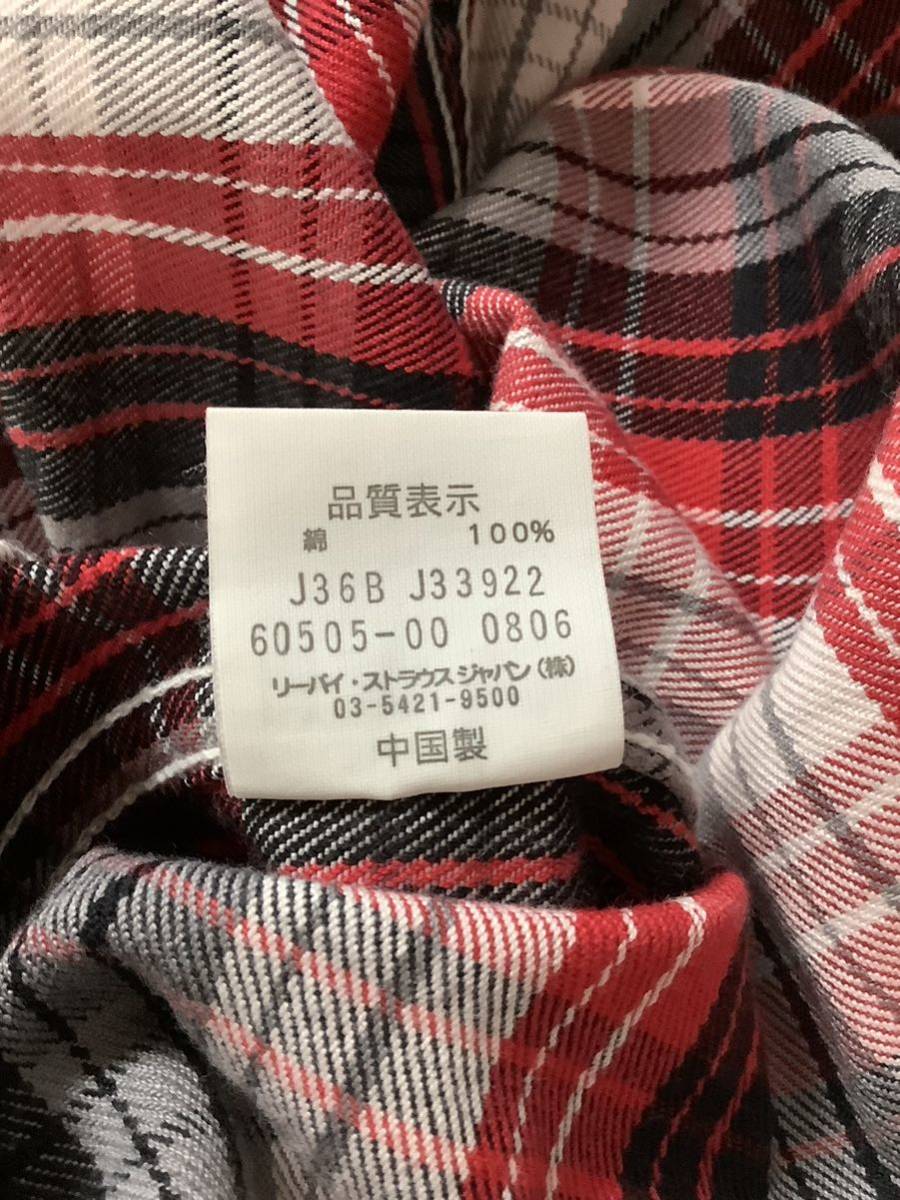 品質表示
綿 100%
J36B J33922
60505-00 0806
リーバイ・ストラウス ジャパン(株)
03-5421-9500
中国製